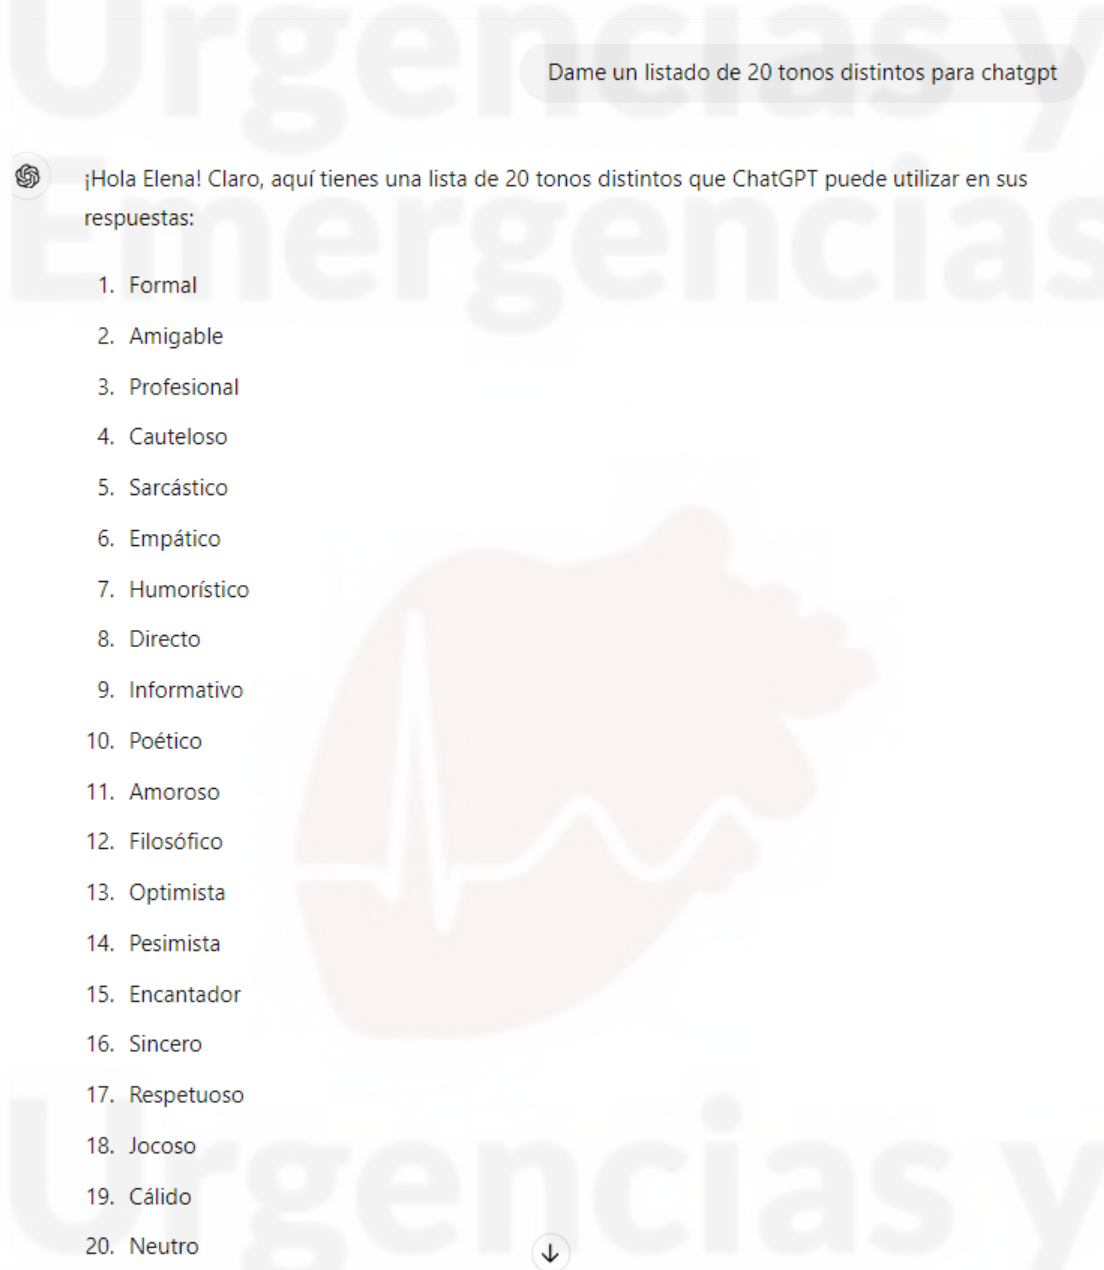 Urgencias y
Emergencias
Dame un listado de 20 tonos distintos para chatgpt
¡Hola Elena! Claro, aquí tienes una lista de 20 tonos distintos que ChatGPT puede utilizar en sus
respuestas:
1. Formal
2. Amigable
3. Profesional
4. Cauteloso
5. Sarcástico
6. Empático
7. Humorístico
8. Directo
9. Informativo
10. Poético
11. Amoroso
12. Filosófico
13. Optimista
14. Pesimista
15. Encantador
16. Sincero
17. Respetuoso
18. Jocoso
19. Cálido
20. Neutro
Urgencias y